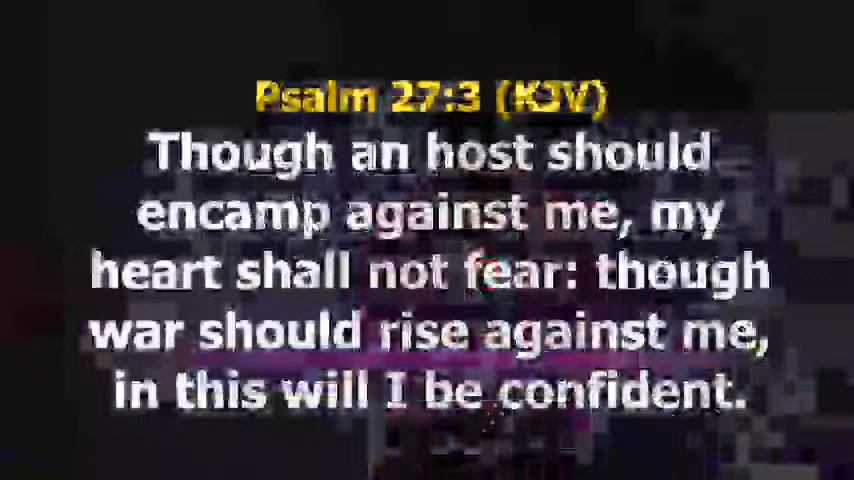 Psalm 27:3 (KJV)
Though an host should
encamp against me, my
heart shall not fear: though
war should rise against me,
in this will I be confident.